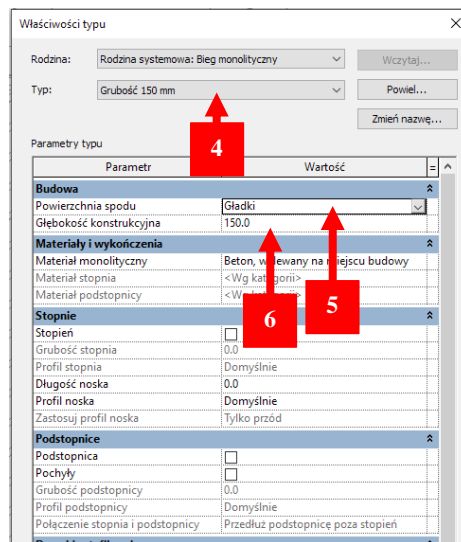 Właściwości typu ×
Rodzina: Rodzina systemowa: Bieg monolityczny Wczytaj...
Typ: Grubość 150 mm Powiel...
Zmień nazwę...
4
Parametry typu
Parametr Wartość =
Budowa
Powierzchnia spodu Gładki
Głębokość konstrukcyjna 150.0
Materiały i wykończenia
Materiał monolityczny Beton, wylewany na miejscu budowy
Materiał stopnia <Wg kategorii>
Materiał podstopnicy
6 5
Stopnie
Stopień
Grubość stopnia 0.0
Profil stopnia Domyślnie
Długość noska 0.0
Profil noska Domyślnie
Zastosuj profil noska Tylko przód
Podstopnice
Podstopnica
Pochyły
Grubość podstopnicy 0.0
Profil podstopnicy Domyślnie
Połączenie stopnia i podstopnicy Przedłuż podstopnicę poza stopień